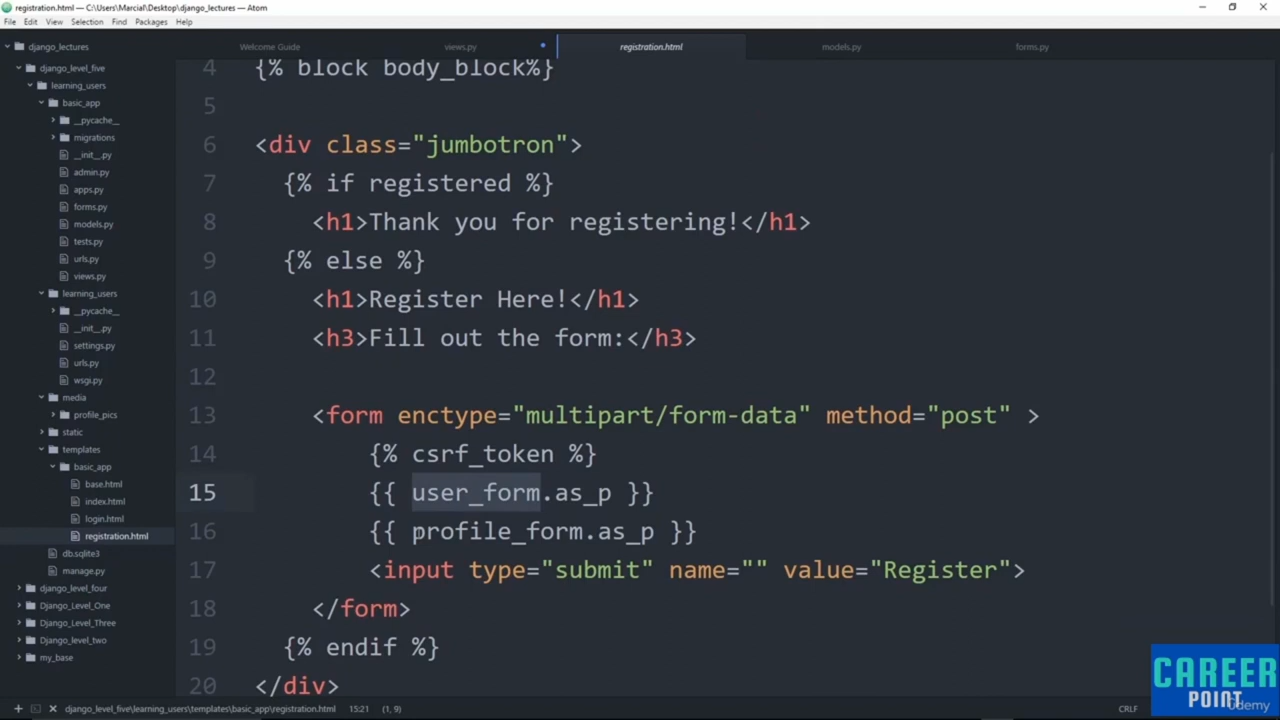 registration.html — C:\Users\Marcial\Desktop\django_lectures — Atom
File Edit View Selection Find Packages Help
django_lectures
django_level_five
learning_users
basic_app
__pycache__
migrations
__init__.py
admin.py
apps.py
forms.py
models.py
tests.py
urls.py
views.py
learning_users
__pycache__
__init__.py
settings.py
urls.py
wsgi.py
media
profile_pics
static
templates
basic_app
base.html
index.html
login.html
registration.html
db.sqlite3
manage.py
django_level_four
Django_Level_One
Django_Level_Three
Django_level_two
my_base
Welcome Guide views.py registration.html models.py forms.py
4 {% block body_block%}
5
6 <div class="jumbotron">
7 {% if registered %}
8 <h1>Thank you for registering!</h1>
9 {% else %}
10 <h1>Register Here!</h1>
11 <h3>Fill out the form:</h3>
12
13 <form enctype="multipart/form-data" method="post" >
14 {% csrf_token %}
15 {{ user_form.as_p }}
16 {{ profile_form.as_p }}
17 <input type="submit" name="" value="Register">
18 </form>
19 {% endif %}
20 </div>
django_level_five\learning_users\templates\basic_app\registration.html 15:21 (1, 9) CRLF
CAREER
POINT
Udemy